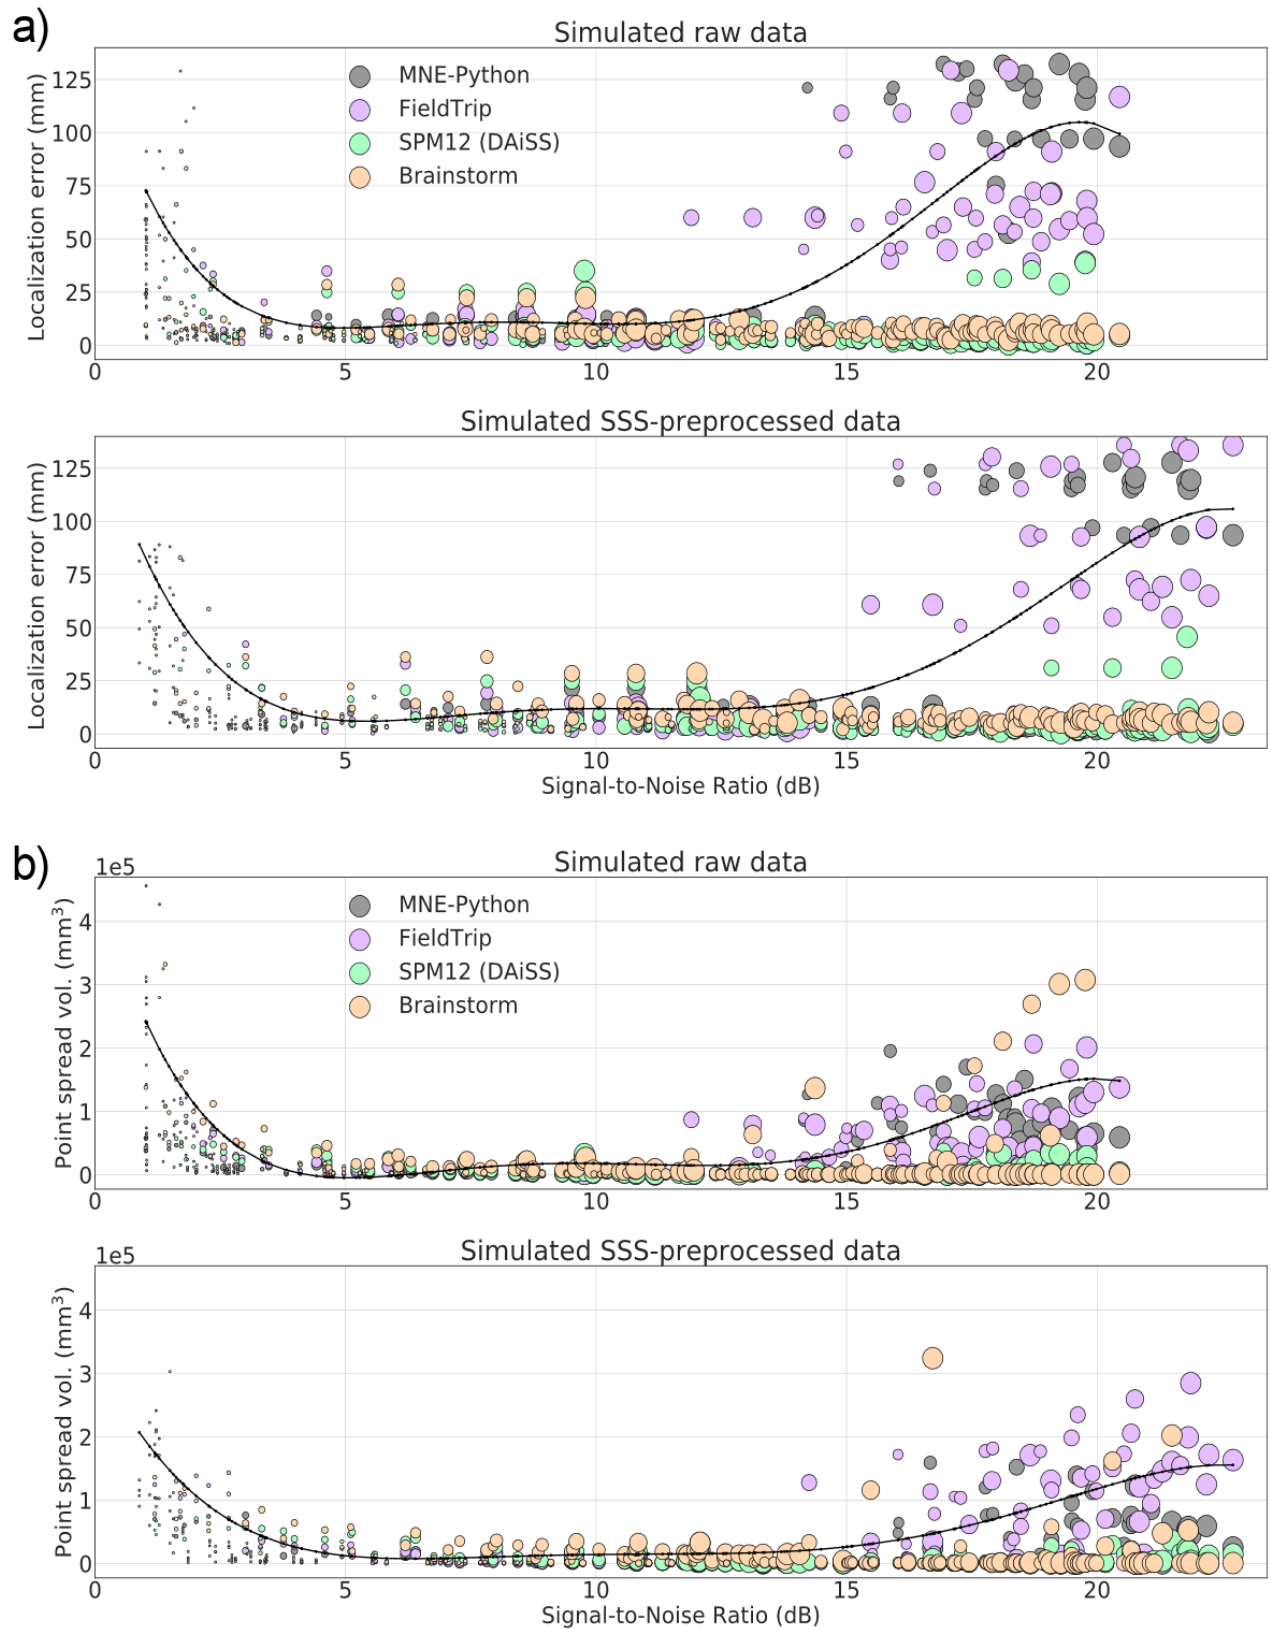 a)
Simulated raw data
Localization error (mm)
125
100
75
50
25
0
MNE-Python
FieldTrip
SPM12 (DAiSS)
Brainstorm
0 5 10 15 20
Simulated SSS-preprocessed data
Localization error (mm)
125
100
75
50
25
0
0 5 10 15 20
Signal-to-Noise Ratio (dB)
b)
1e5
Simulated raw data
Point spread vol. (mm³)
4
3
2
1
0
MNE-Python
FieldTrip
SPM12 (DAiSS)
Brainstorm
0 5 10 15 20
1e5
Simulated SSS-preprocessed data
Point spread vol. (mm³)
4
3
2
1
0
0 5 10 15 20
Signal-to-Noise Ratio (dB)